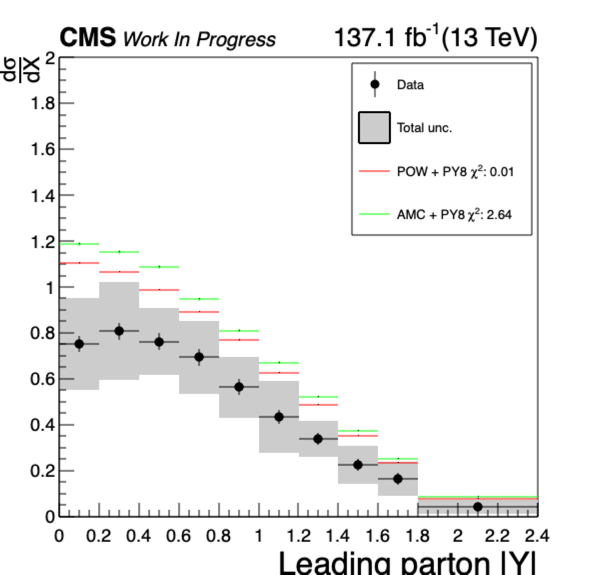 CMS Work In Progress 137.1 fb⁻¹(13 TeV)
dσ
dX
2
1.8
1.6
1.4
1.2
1
0.8
0.6
0.4
0.2
0
Data
Total unc.
POW + PY8 χ²: 0.01
AMC + PY8 χ²: 2.64
0 0.2 0.4 0.6 0.8 1 1.2 1.4 1.6 1.8 2 2.2 2.4
Leading parton |Y|